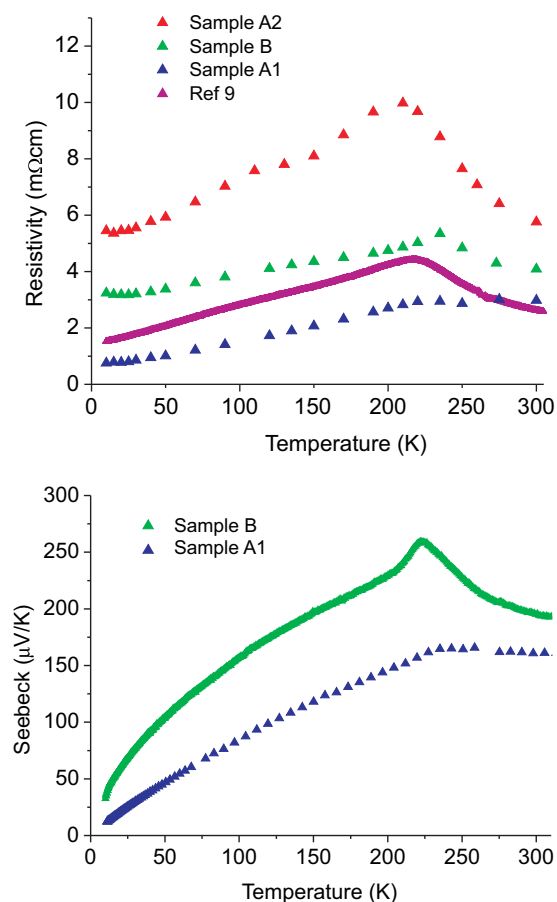 Sample A2
Sample B
Sample A1
Ref 9
Resistivity (mΩcm)
12
10
8
6
4
2
0
0 50 100 150 200 250 300
Temperature (K)
Sample B
Sample A1
Seebeck (μV/K)
300
250
200
150
100
50
0
0 50 100 150 200 250 300
Temperature (K)